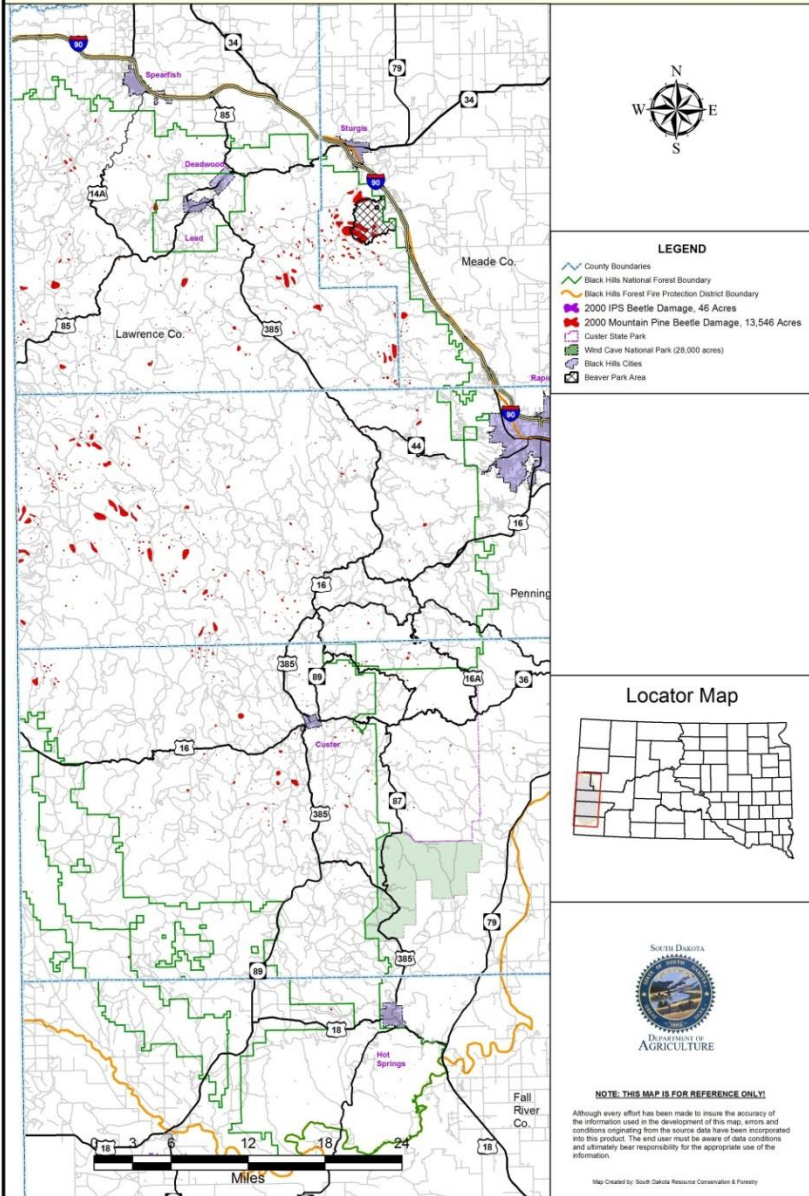 90
34
79
Spearfish
34
85
Sturgis
Deadwood
90
14A
Lead
Meade Co.
85
Lawrence Co.
385
90
44
16
16
385
89
16A
36
16
Custer
385
87
79
385
89
18
Hot
Springs
Fall
River
Co.
18
18
0 3 6 12 18 24
Miles
N
W E
S
LEGEND
County Boundaries
Black Hills National Forest Boundary
Black Hills Forest Fire Protection District Boundary
2000 IPS Beetle Damage, 46 Acres
2000 Mountain Pine Beetle Damage, 13,546 Acres
Custer State Park
Wind Cave National Park (28,000 acres)
Black Hills Cities
Beaver Park Area
Locator Map
SOUTH DAKOTA
DEPARTMENT OF
AGRICULTURE
NOTE: THIS MAP IS FOR REFERENCE ONLY!
Although every effort has been made to insure the accuracy of
the information used in the development of this map, errors and
conditions originating from the source data have been incorporated
into this product. The end user must be aware of data conditions
and ultimately bear responsibility for the appropriate use of the
information.
Map Created by: South Dakota Resource Conservation & Forestry